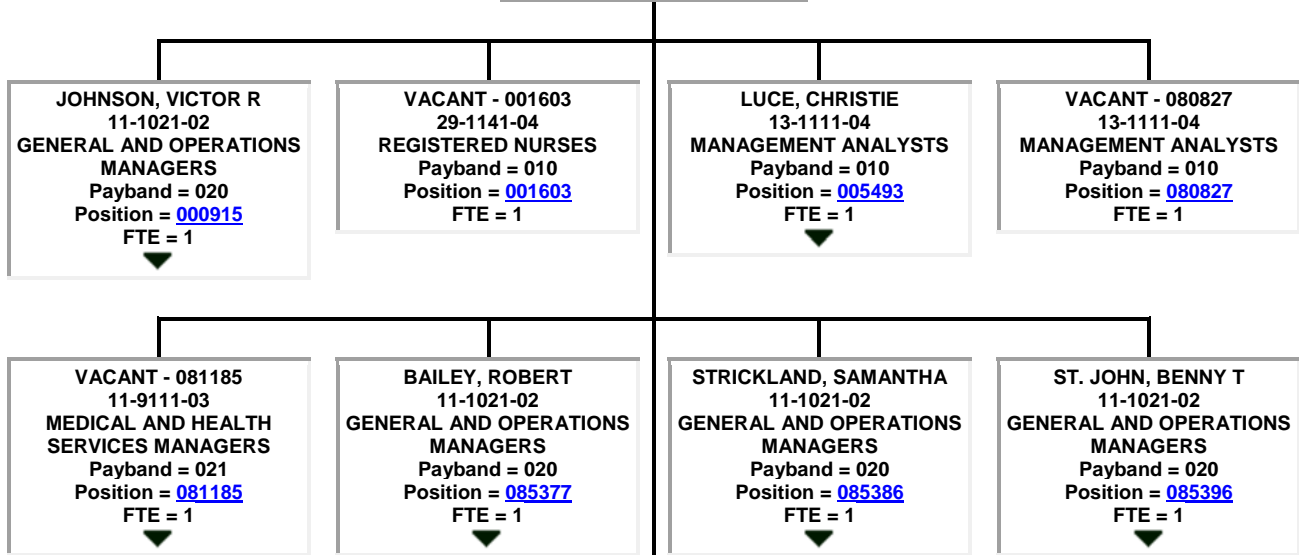 JOHNSON, VICTOR R
11-1021-02
GENERAL AND OPERATIONS
MANAGERS
Payband = 020
Position = 000915
FTE = 1
VACANT - 001603
29-1141-04
REGISTERED NURSES
Payband = 010
Position = 001603
FTE = 1
LUCE, CHRISTIE
13-1111-04
MANAGEMENT ANALYSTS
Payband = 010
Position = 005493
FTE = 1
VACANT - 080827
13-1111-04
MANAGEMENT ANALYSTS
Payband = 010
Position = 080827
FTE = 1
VACANT - 081185
11-9111-03
MEDICAL AND HEALTH
SERVICES MANAGERS
Payband = 021
Position = 081185
FTE = 1
BAILEY, ROBERT
11-1021-02
GENERAL AND OPERATIONS
MANAGERS
Payband = 020
Position = 085377
FTE = 1
STRICKLAND, SAMANTHA
11-1021-02
GENERAL AND OPERATIONS
MANAGERS
Payband = 020
Position = 085386
FTE = 1
ST. JOHN, BENNY T
11-1021-02
GENERAL AND OPERATIONS
MANAGERS
Payband = 020
Position = 085396
FTE = 1